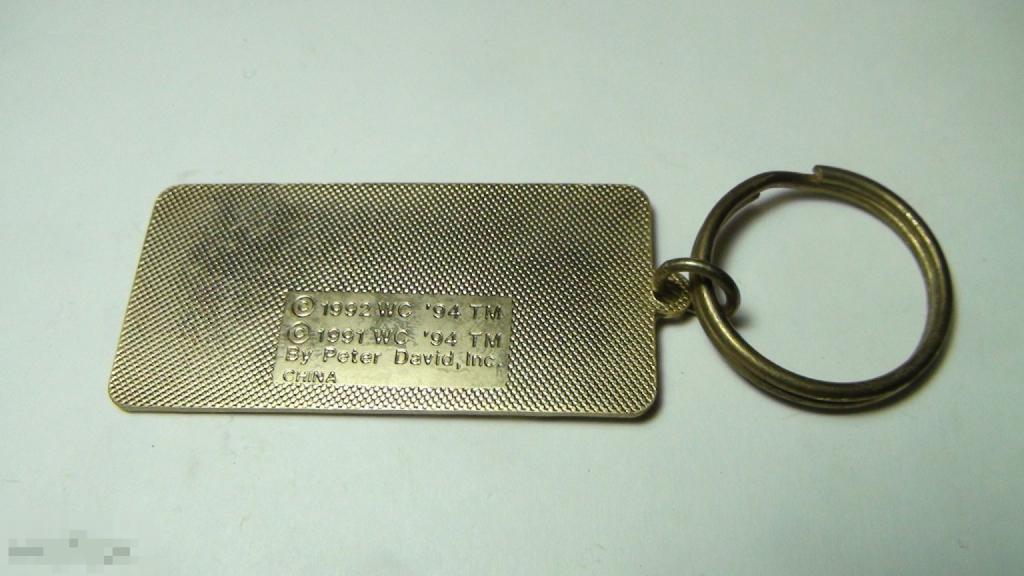 © 1992 WC '94 TM
© 1991 WC '94 TM
By Peter David, Inc.
CHINA